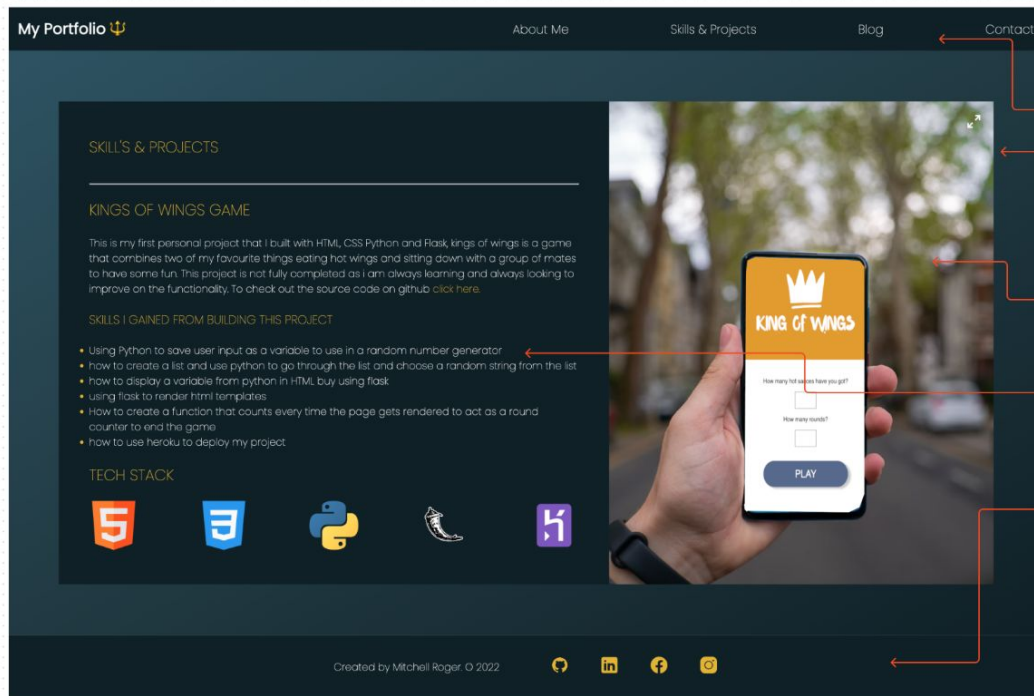 My Portfolio
About Me
Skills & Projects
Blog
Contact
SKILL'S & PROJECTS
KINGS OF WINGS GAME
This is my first personal project that I built with HTML, CSS Python and Flask, kings of wings is a game
that combines two of my favourite things eating hot wings and sitting down with a group of mates
to have some fun. This project is not fully completed as i am always learning and always looking to
improve on the functionality. To check out the source code on github click here.
SKILLS I GAINED FROM BUILDING THIS PROJECT
Using Python to save user input as a variable to use in a random number generator
how to create a list and use python to go through the list and choose a random string from the list
how to display a variable from python in HTML buy using flask
using flask to render html templates
How to create a function that counts every time the page gets rendered to act as a round
counter to end the game
how to use heroku to deploy my project
TECH STACK
KING Of WINGS
How many hot sauces have you got?
How many rounds?
PLAY
Created by Mitchell Roger. © 2022